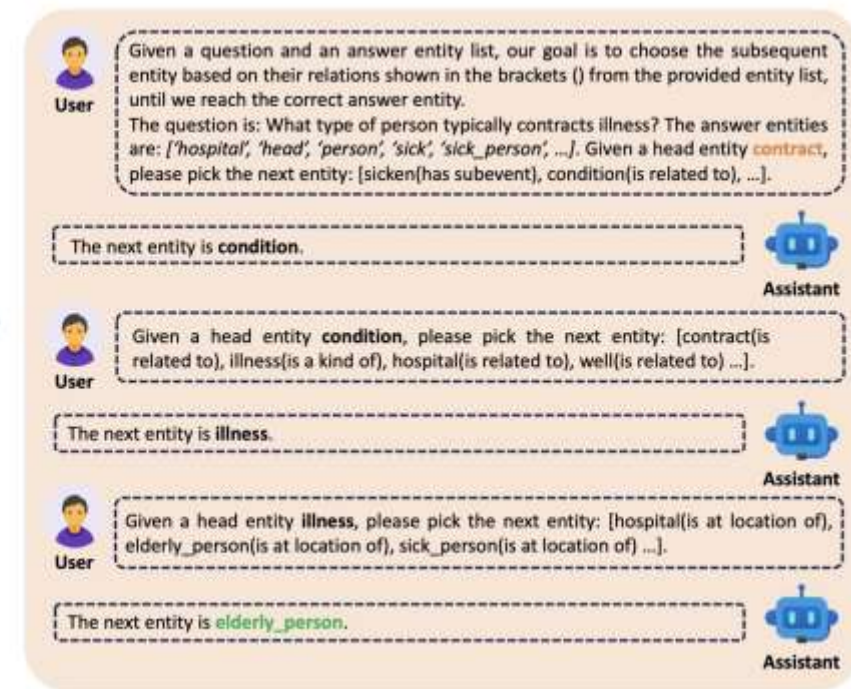 Given a question and an answer entity list, our goal is to choose the subsequent
entity based on their relations shown in the brackets () from the provided entity list,
until we reach the correct answer entity.
User
The question is: What type of person typically contracts illness? The answer entities
are: ['hospital', 'head', 'person', 'sick', 'sick_person', ...]. Given a head entity contract,
please pick the next entity: [sicken(has subevent), condition(is related to), ...].
The next entity is condition.
Assistant
Given a head entity condition, please pick the next entity: [contract(is
related to), illness(is a kind of), hospital(is related to), well(is related to) ...].
User
The next entity is illness.
Assistant
Given a head entity illness, please pick the next entity: [hospital(is at location of),
elderly_person(is at location of), sick_person(is at location of) ...].
User
The next entity is elderly_person.
Assistant